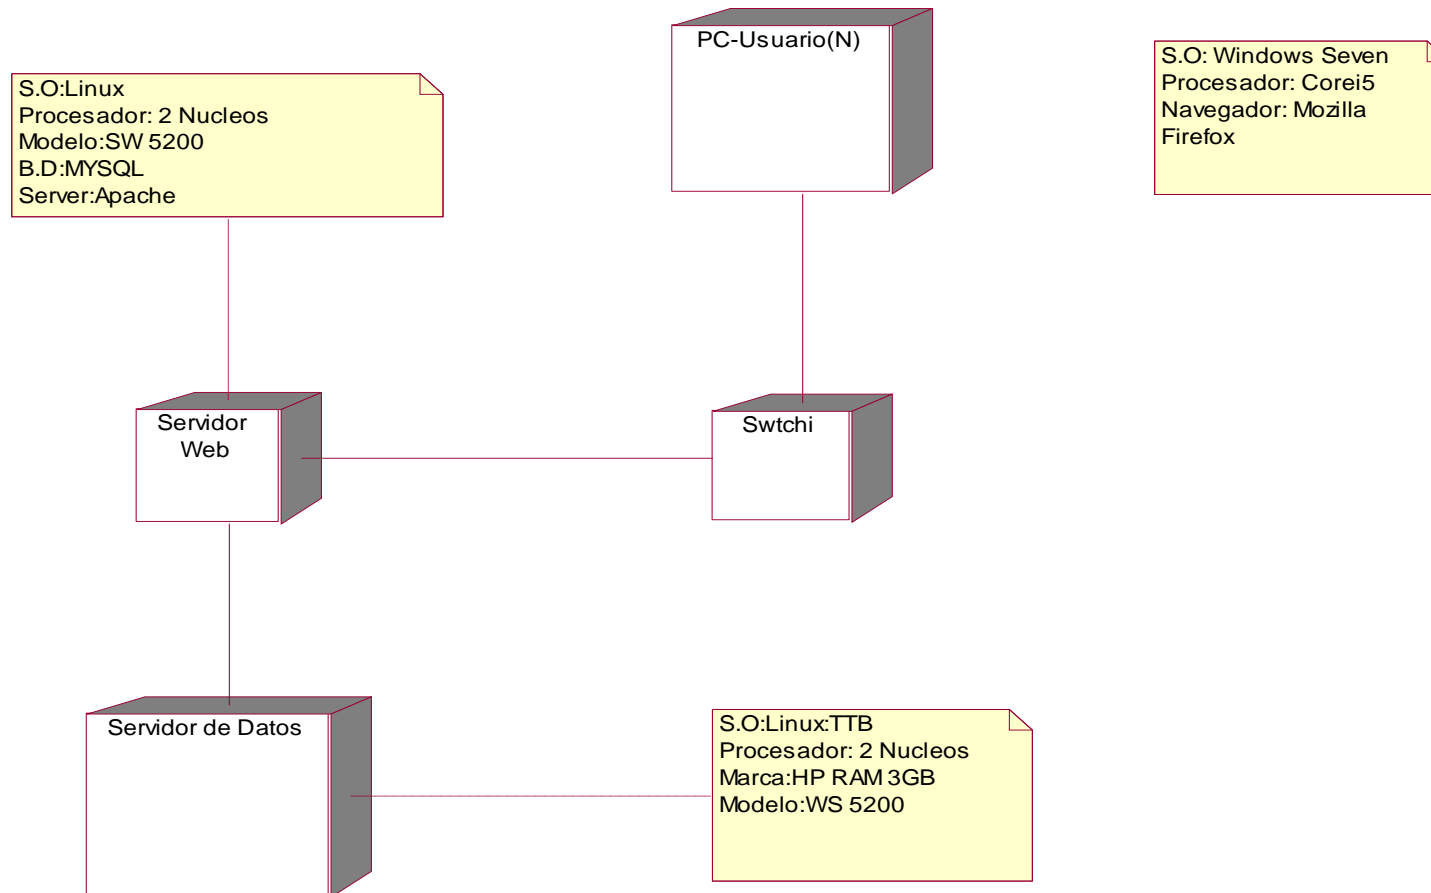 PC-Usuario(N)
S.O: Windows Seven
Procesador: Corei5
Navegador: Mozilla
Firefox
S.O:Linux
Procesador: 2 Nucleos
Modelo:SW 5200
B.D:MYSQL
Server:Apache
Servidor
Web
Swtchi
Servidor de Datos
S.O:Linux:TTB
Procesador: 2 Nucleos
Marca:HP RAM 3GB
Modelo:WS 5200